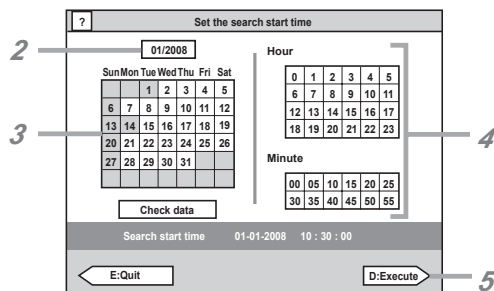 ? Set the search start time
2 01/2008
Sun Mon Tue Wed Thu Fri Sat
1 2 3 4 5
6 7 8 9 10 11 12
13 14 15 16 17 18 19
20 21 22 23 24 25 26
27 28 29 30 31
3
Check data
Hour
0 1 2 3 4 5
6 7 8 9 10 11
12 13 14 15 16 17
18 19 20 21 22 23
4
Minute
00 05 10 15 20 25
30 35 40 45 50 55
Search start time 01-01-2008 10 : 30 : 00
E:Quit D:Execute 5